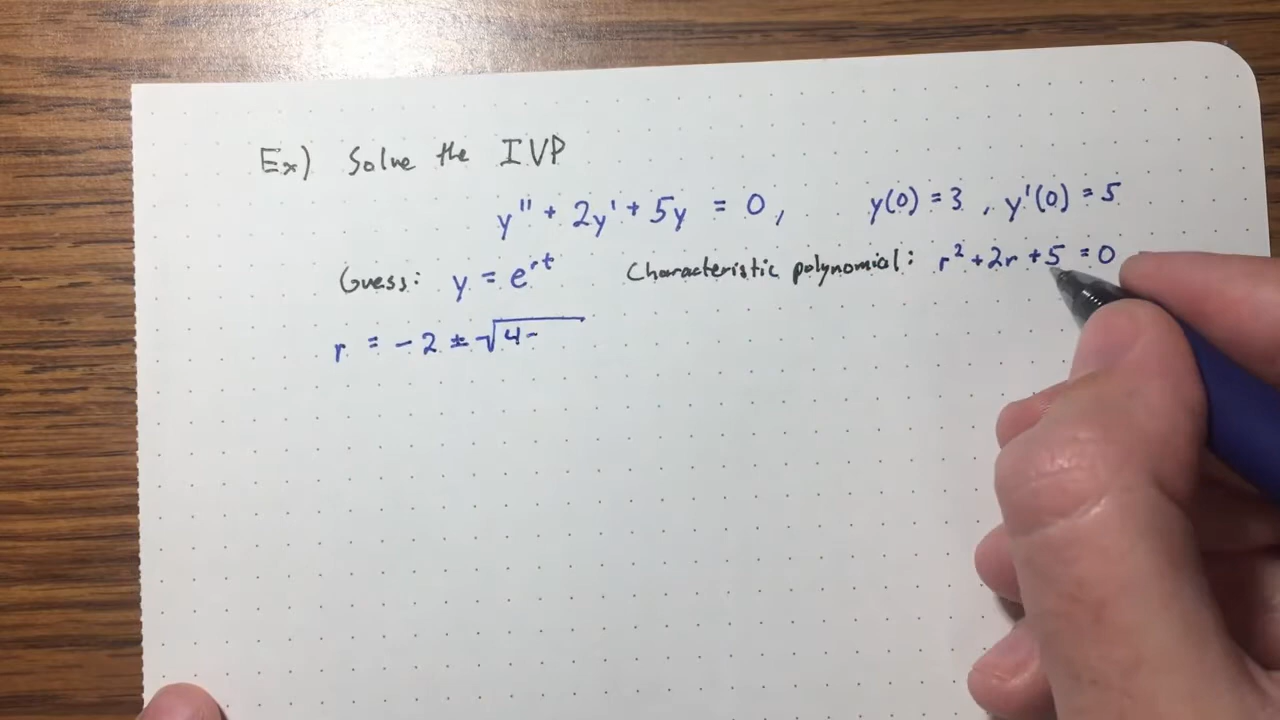 Ex) Solve the IVP
y'' + 2y' + 5y = 0, y(0) = 3, y'(0) = 5
Guess: y = e^{rt} Characteristic polynomial: r² + 2r + 5 = 0
r = -2 ± √4-